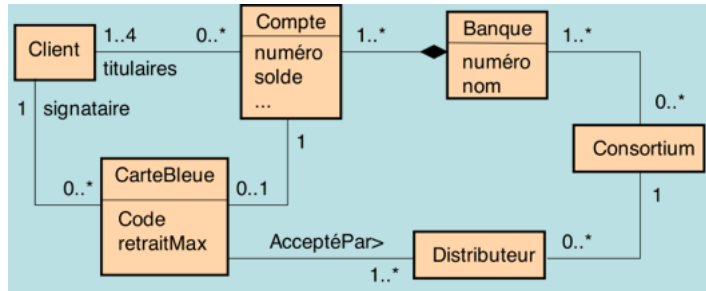 Client
1..4
0..*
titulaires
Compte
numéro
solde
...
1..*
Banque
numéro
nom
1..*
0..*
1
signataire
1
Consortium
1
0..*
CarteBleue
0..1
Code
retraitMax
AcceptéPar>
1..*
Distributeur
0..*